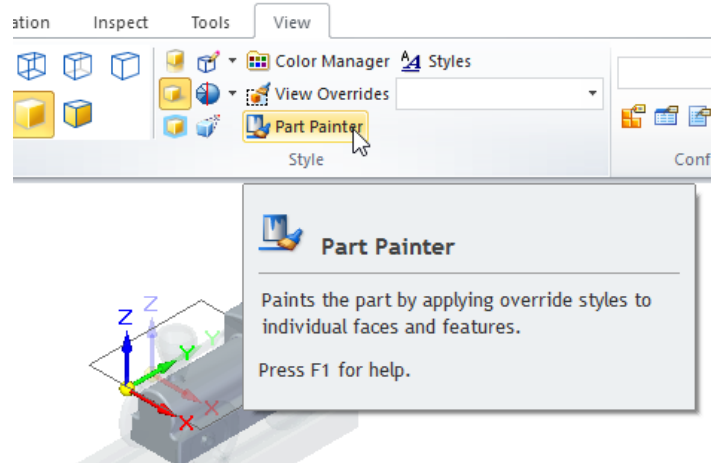 ation Inspect Tools View
Color Manager A A Styles
View Overrides
Part Painter
Style
Conf
Part Painter
Paints the part by applying override styles to
individual faces and features.
Press F1 for help.
Z Z
Y Y
X X